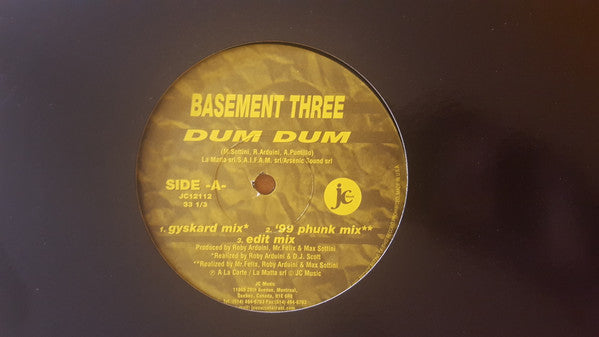 BASEMENT THREE
DUM DUM
(M. Sottini, R. Arduini, A. Puntillo)
La Matta srl/S.A.I.F.A.M. srl/Arsenic Sound srl
SIDE -A-
JC12112
33 1/3
jc
1. gyskard mix* 2. '99 phunk mix**
3. edit mix
Produced by Roby Arduini, Mr. Felix & Max Sottini
*Realized by Roby Arduini & D.J. Scott
**Realized by Mr. Felix, Roby Arduini & Max Sottini
℗ A La Carte / La Matta srl © JC Music
JC Music
Quebec, Canada, H1E